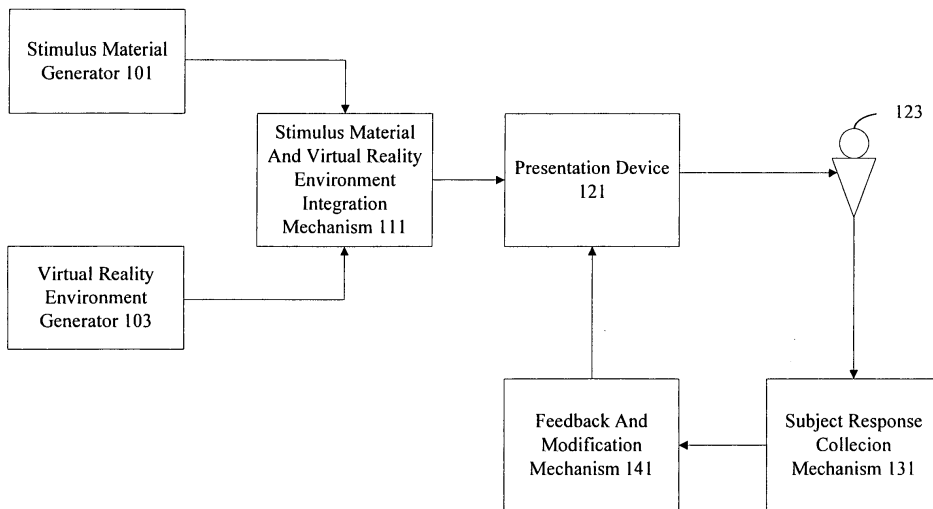 Stimulus Material
Generator 101
Stimulus Material
And Virtual Reality
Environment
Integration
Mechanism 111
Virtual Reality
Environment
Generator 103
Presentation Device
121
123
Feedback And
Modification
Mechanism 141
Subject Response
Collecion
Mechanism 131